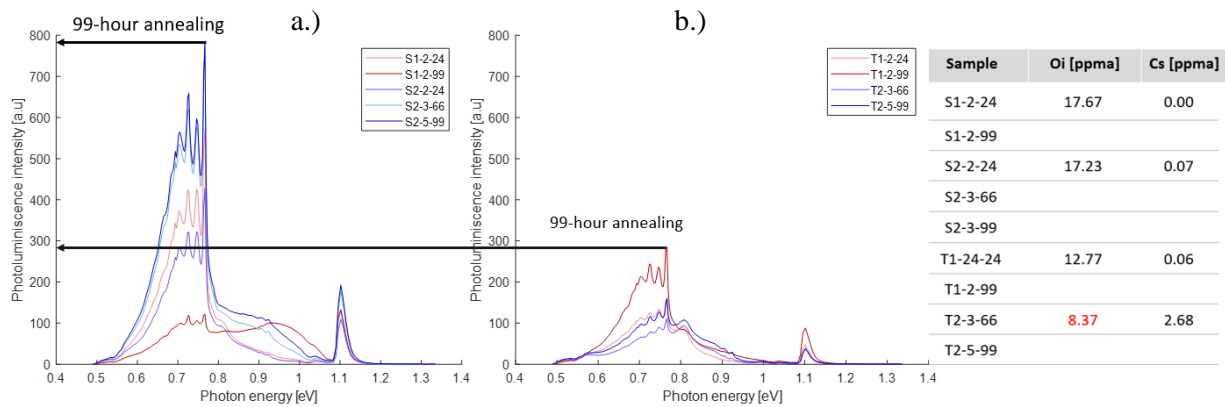 99-hour annealing
a.)
b.)
800
700
600
500
400
300
200
100
0
Photoluminiscence intensity [a.u]
S1-2-24
S1-2-99
S2-2-24
S2-3-66
S2-5-99
0.4 0.5 0.6 0.7 0.8 0.9 1 1.1 1.2 1.3 1.4
Photon energy [eV]
99-hour annealing
800
700
600
500
400
300
200
100
0
Photoluminiscence intensity [a.u]
T1-2-24
T1-2-99
T2-3-66
T2-5-99
0.4 0.5 0.6 0.7 0.8 0.9 1 1.1 1.2 1.3 1.4
Photon energy [eV]
Sample Oi [ppma] Cs [ppma]
S1-2-24 17.67 0.00
S1-2-99
S2-2-24 17.23 0.07
S2-3-66
S2-3-99
T1-24-24 12.77 0.06
T1-2-99
T2-3-66 8.37 2.68
T2-5-99